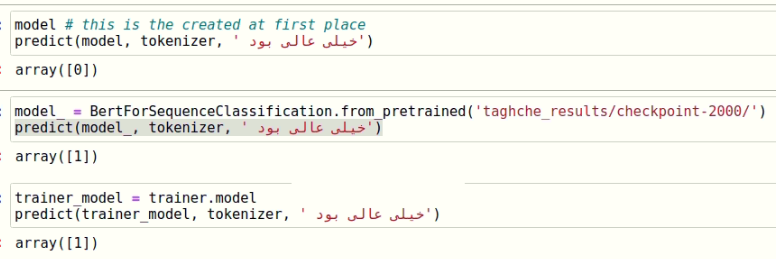 model # this is the created at first place
predict(model, tokenizer, ' خیلی عالی بود')
array([0])
model_ = BertForSequenceClassification.from_pretrained('taghche_results/checkpoint-2000/')
predict(model_, tokenizer, ' خیلی عالی بود')
array([1])
trainer_model = trainer.model
predict(trainer_model, tokenizer, ' خیلی عالی بود')
array([1])